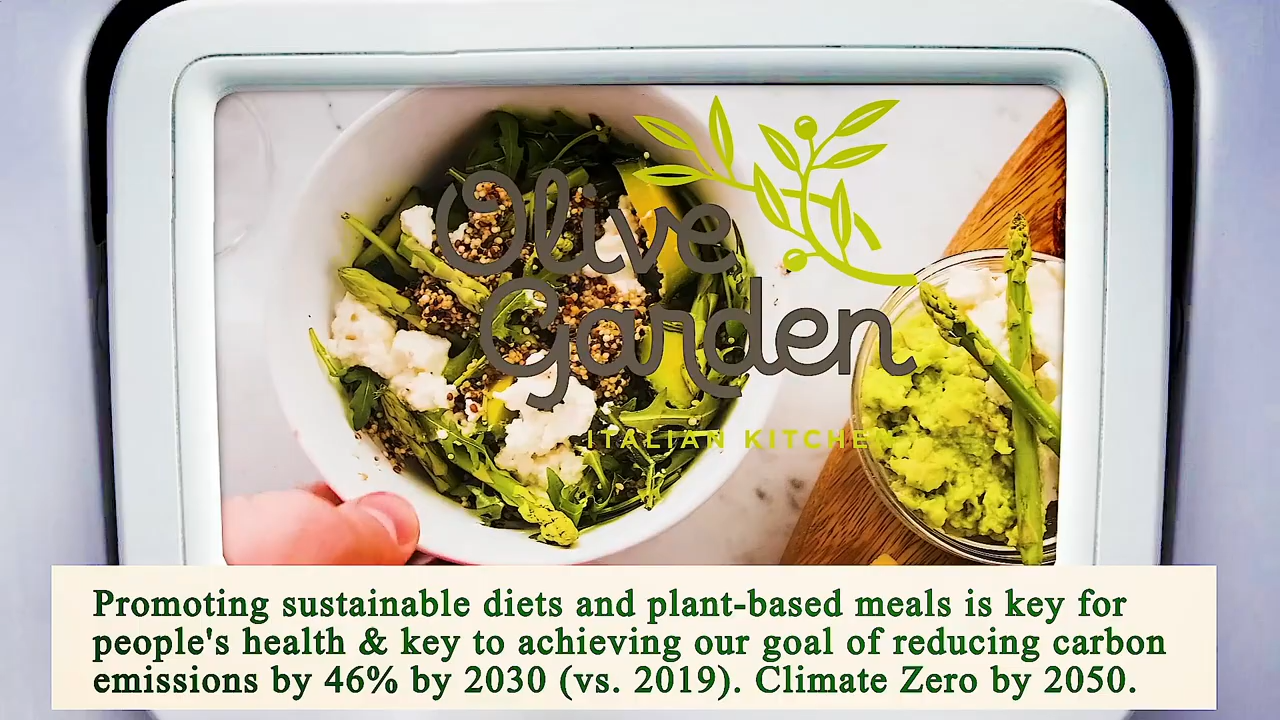 Olive
Garden
ITALIAN KITCHEN
Promoting sustainable diets and plant-based meals is key for
people's health & key to achieving our goal of reducing carbon
emissions by 46% by 2030 (vs. 2019). Climate Zero by 2050.